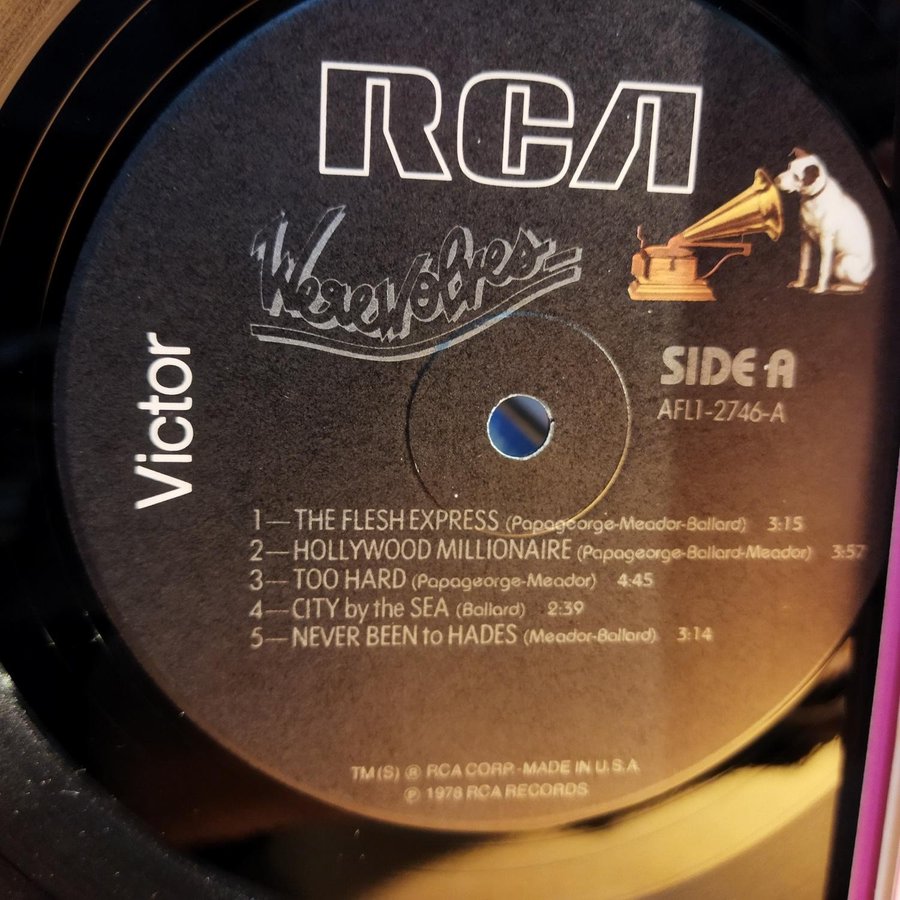 RCA
Werewolves
Victor
SIDE A
AFL1-2746-A
1—THE FLESH EXPRESS (Papageorge-Meador-Ballard) 3:15
2—HOLLYWOOD MILLIONAIRE (Papageorge-Ballard-Meador) 3:57
3—TOO HARD (Papageorge-Meador) 4:45
4—CITY by the SEA (Ballard) 2:39
5—NEVER BEEN to HADES (Meador-Ballard) 3:14
TM(S) ® RCA CORP.-MADE IN U.S.A.
℗ 1978 RCA RECORDS